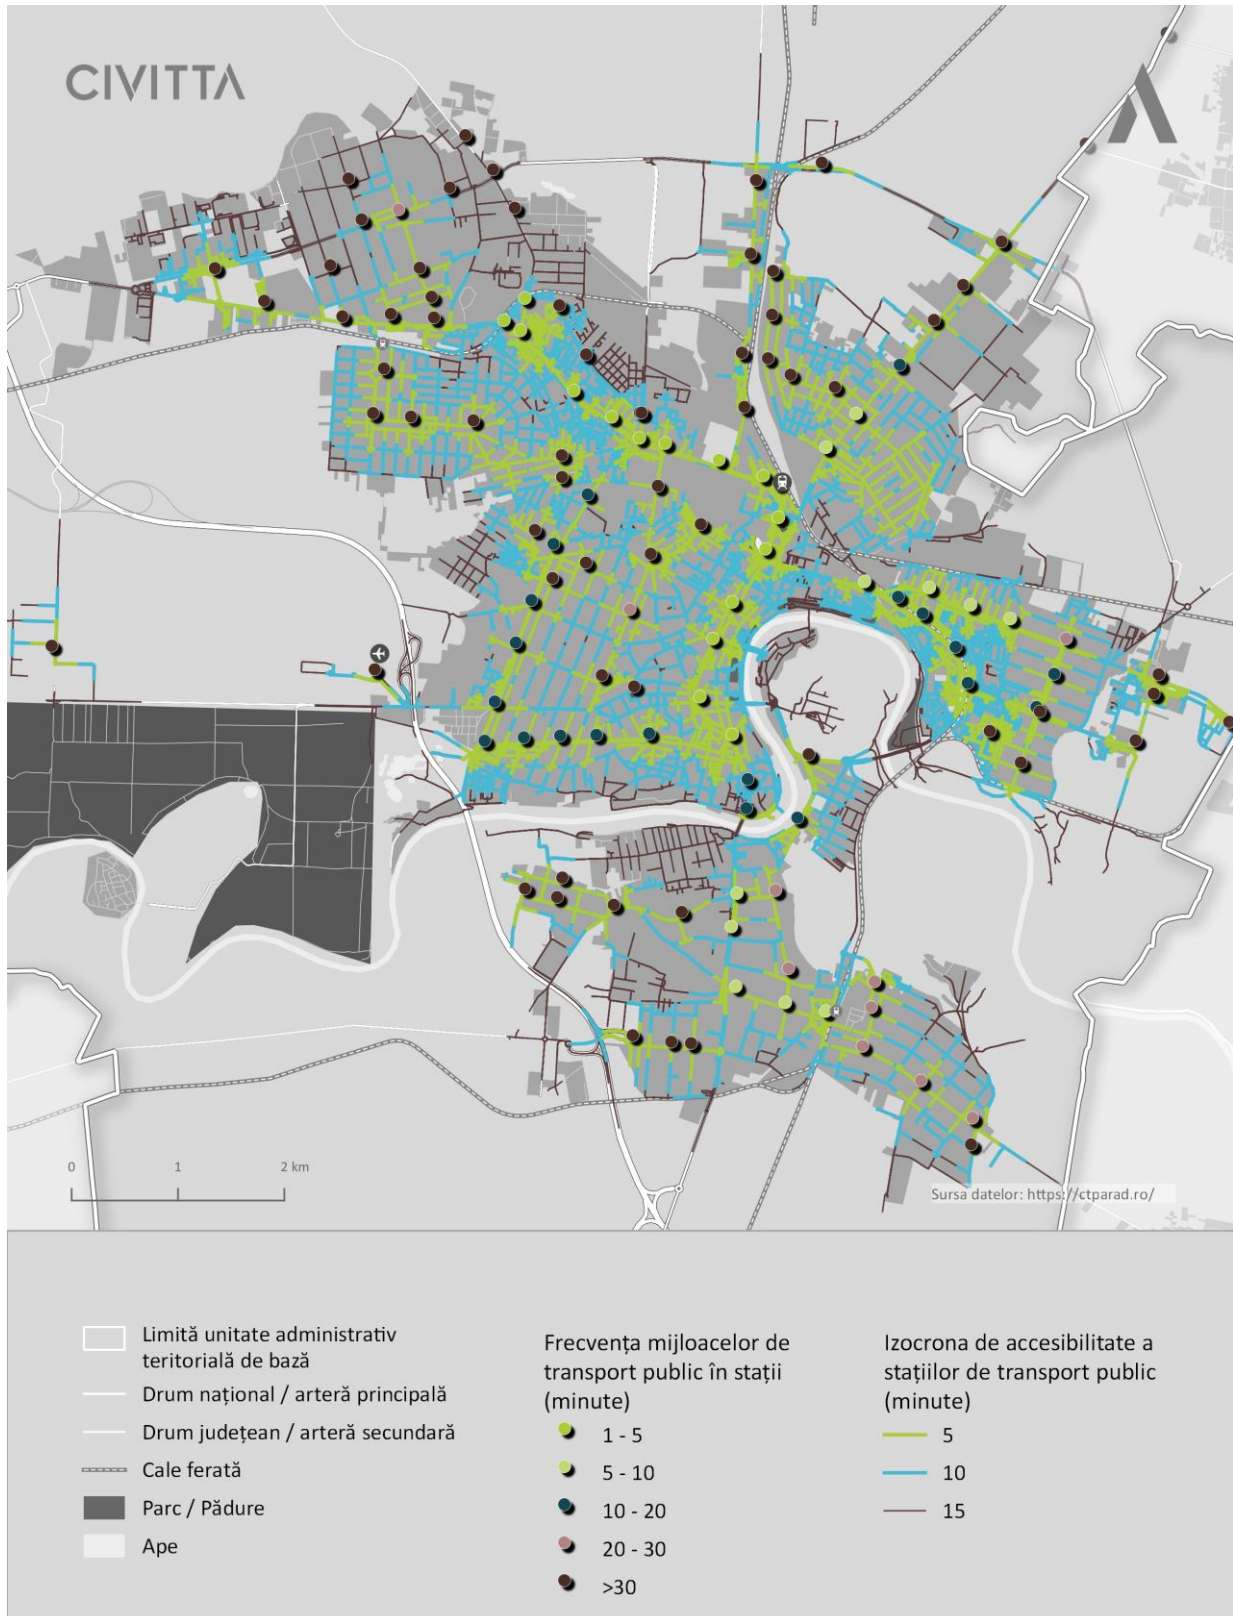 CIVITTA
0 1 2 km
Sursa datelor: https://ctparad.ro/
Limită unitate administrativ
teritorială de bază
Drum național / arteră principală
Drum județean / arteră secundară
Cale ferată
Parc / Pădure
Ape
Frecvența mijloacelor de
transport public în stații
(minute)
1 - 5
5 - 10
10 - 20
20 - 30
>30
Izocrona de accesibilitate a
stațiilor de transport public
(minute)
5
10
15